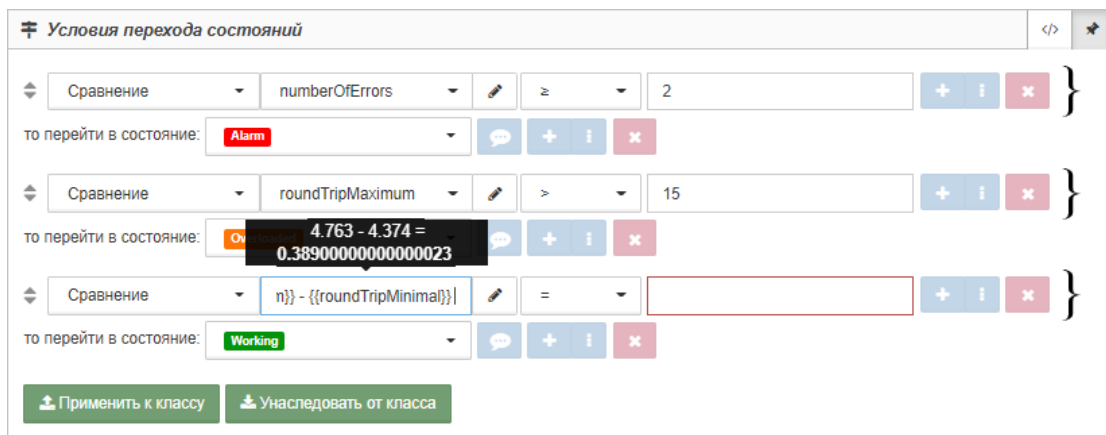 Условия перехода состояний </>
Сравнение numberOfErrors ≥ 2 }
то перейти в состояние: Alarm
Сравнение roundTripMaximum > 15 }
то перейти в состояние:
4.763 - 4.374 =
0.38900000000000023
Сравнение n}} - {{roundTripMinimal}} = }
то перейти в состояние: Working
Применить к классу Унаследовать от класса